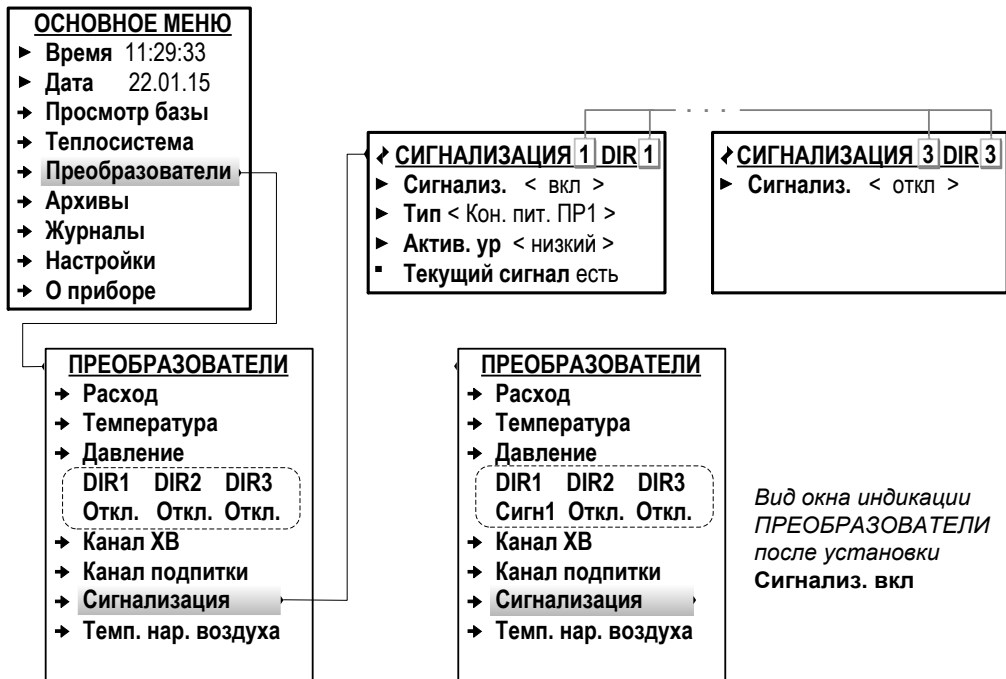 ОСНОВНОЕ МЕНЮ
Время 11:29:33
Дата 22.01.15
Просмотр базы
Теплосистема
Преобразователи
Архивы
Журналы
Настройки
О приборе
СИГНАЛИЗАЦИЯ 1 DIR 1
Сигнализ. < вкл >
Тип < Кон. пит. ПР1 >
Актив. ур < низкий >
Текущий сигнал есть
. . .
СИГНАЛИЗАЦИЯ 3 DIR 3
Сигнализ. < откл >
ПРЕОБРАЗОВАТЕЛИ
Расход
Температура
Давление
DIR1 DIR2 DIR3
Откл. Откл. Откл.
Канал ХВ
Канал подпитки
Сигнализация
Темп. нар. воздуха
ПРЕОБРАЗОВАТЕЛИ
Расход
Температура
Давление
DIR1 DIR2 DIR3
Сигн1 Откл. Откл.
Канал ХВ
Канал подпитки
Сигнализация
Темп. нар. воздуха
Вид окна индикации
ПРЕОБРАЗОВАТЕЛИ
после установки
Сигнализ. вкл